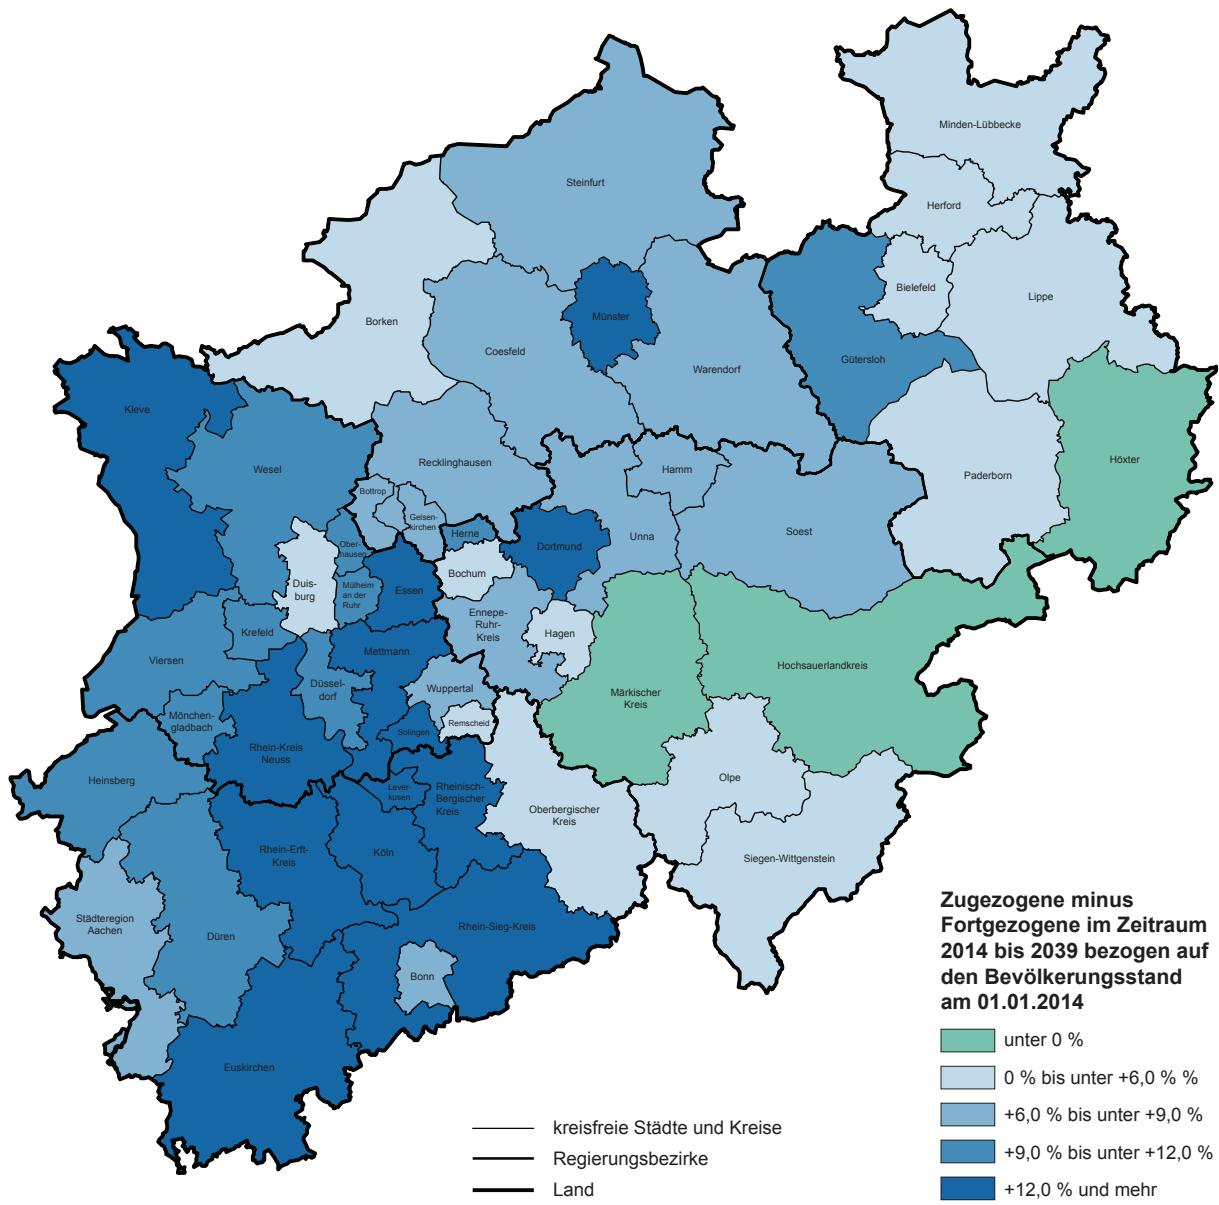 Minden-Lübbecke
Steinfurt
Herford
Bielefeld
Lippe
Borken
Münster
Coesfeld
Warendorf
Gütersloh
Kleve
Höxter
Recklinghausen
Wesel
Hamm
Paderborn
Bottrop
Gelsen-
kirchen
Soest
Herne
Dortmund
Unna
Ober-
hausen
Bochum
Duis-
burg
Mülheim
an der
Ruhr
Essen
Ennepe-
Ruhr-
Kreis
Hagen
Krefeld
Mettmann
Viersen
Hochsauerlandkreis
Düssel-
dorf
Wuppertal
Märkischer
Kreis
Mönchen-
gladbach
Remscheid
Solingen
Rhein-Kreis
Neuss
Heinsberg
Olpe
Lever-
kusen
Rheinisch-
Bergischer
Kreis
Oberbergischer
Kreis
Rhein-Erft-
Kreis
Köln
Siegen-Wittgenstein
Städteregion
Aachen
Düren
Rhein-Sieg-Kreis
Bonn
Euskirchen
Zugezogene minus
Fortgezogene im Zeitraum
2014 bis 2039 bezogen auf
den Bevölkerungsstand
am 01.01.2014
unter 0 %
0 % bis unter +6,0 % %
+6,0 % bis unter +9,0 %
+9,0 % bis unter +12,0 %
+12,0 % und mehr
kreisfreie Städte und Kreise
Regierungsbezirke
Land